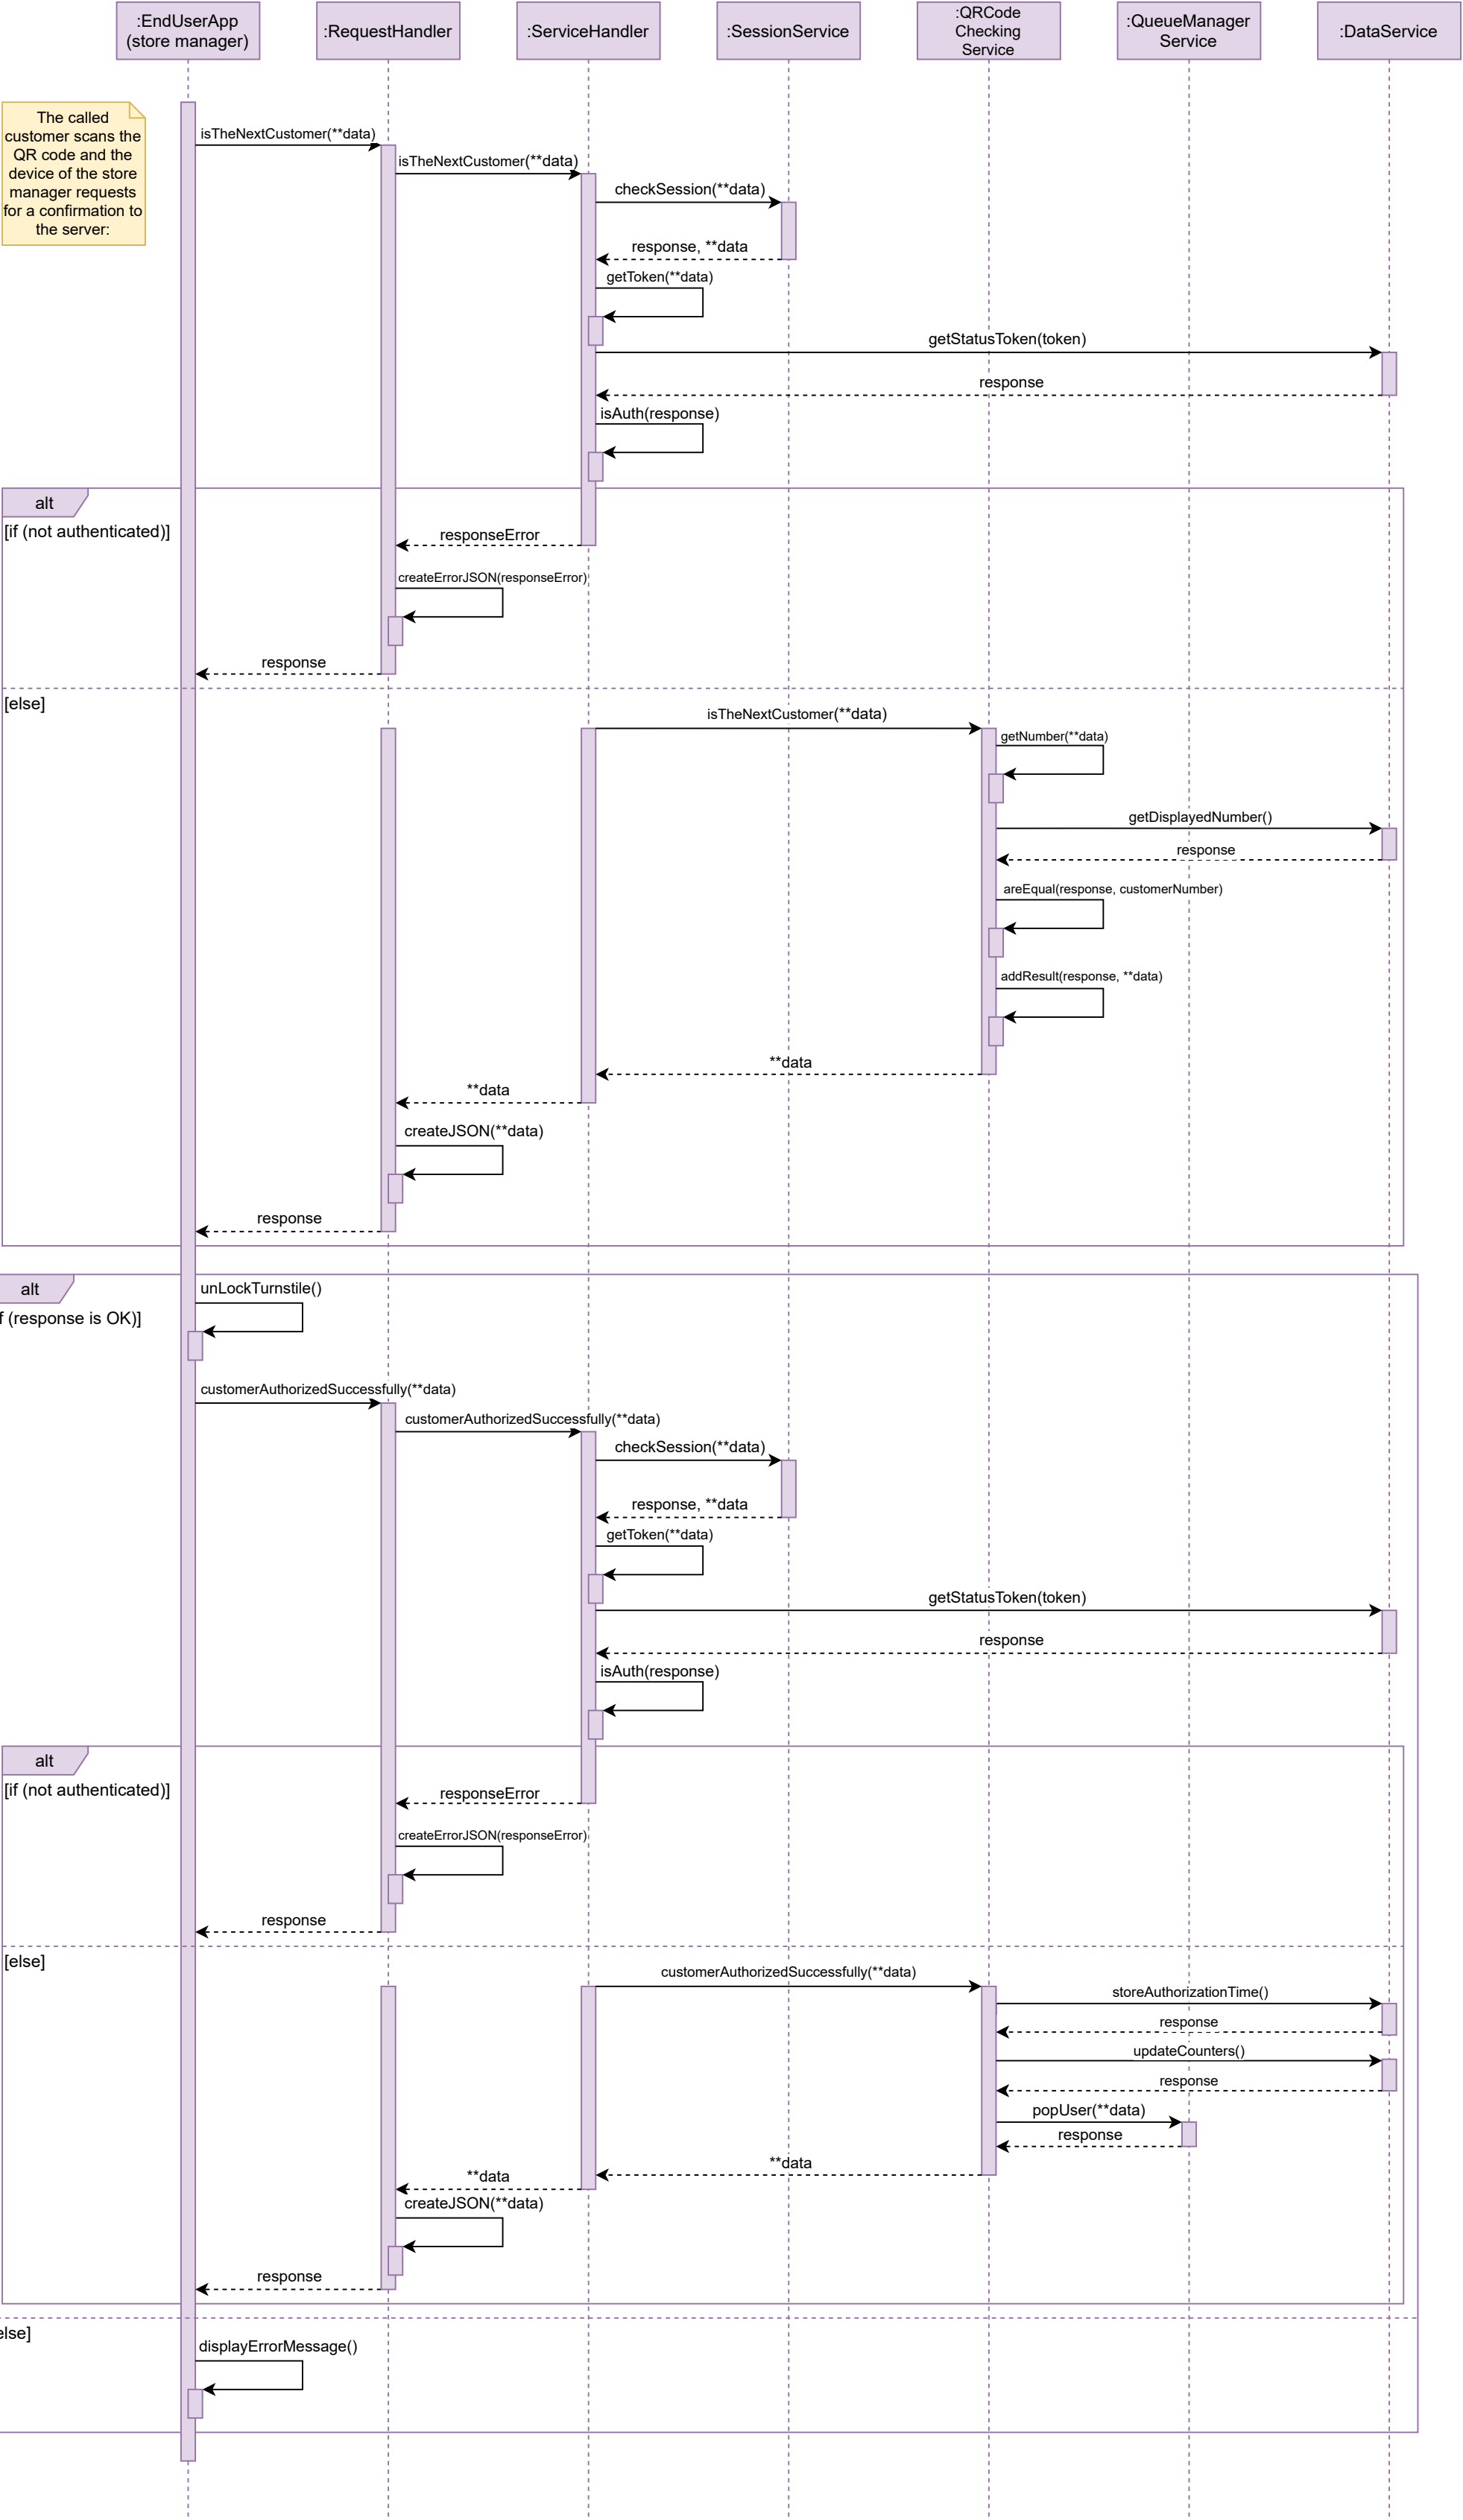 :EndUserApp
(store manager)
:RequestHandler
:ServiceHandler
:SessionService
:QRCode
Checking
Service
:QueueManager
Service
:DataService
The called
customer scans the
QR code and the
device of the store
manager requests
for a confirmation to
the server:
isTheNextCustomer(**data)
isTheNextCustomer(**data)
checkSession(**data)
response, **data
getToken(**data)
getStatusToken(token)
response
isAuth(response)
alt
[if (not authenticated)]
responseError
createErrorJSON(responseError)
response
[else]
isTheNextCustomer(**data)
getNumber(**data)
getDisplayedNumber()
response
areEqual(response, customerNumber)
addResult(response, **data)
**data
**data
createJSON(**data)
response
alt
unLockTurnstile()
f (response is OK)]
customerAuthorizedSuccessfully(**data)
customerAuthorizedSuccessfully(**data)
checkSession(**data)
response, **data
getToken(**data)
getStatusToken(token)
response
isAuth(response)
alt
[if (not authenticated)]
responseError
createErrorJSON(responseError)
response
[else]
customerAuthorizedSuccessfully(**data)
storeAuthorizationTime()
response
updateCounters()
response
popUser(**data)
response
**data
**data
createJSON(**data)
response
else]
displayErrorMessage()